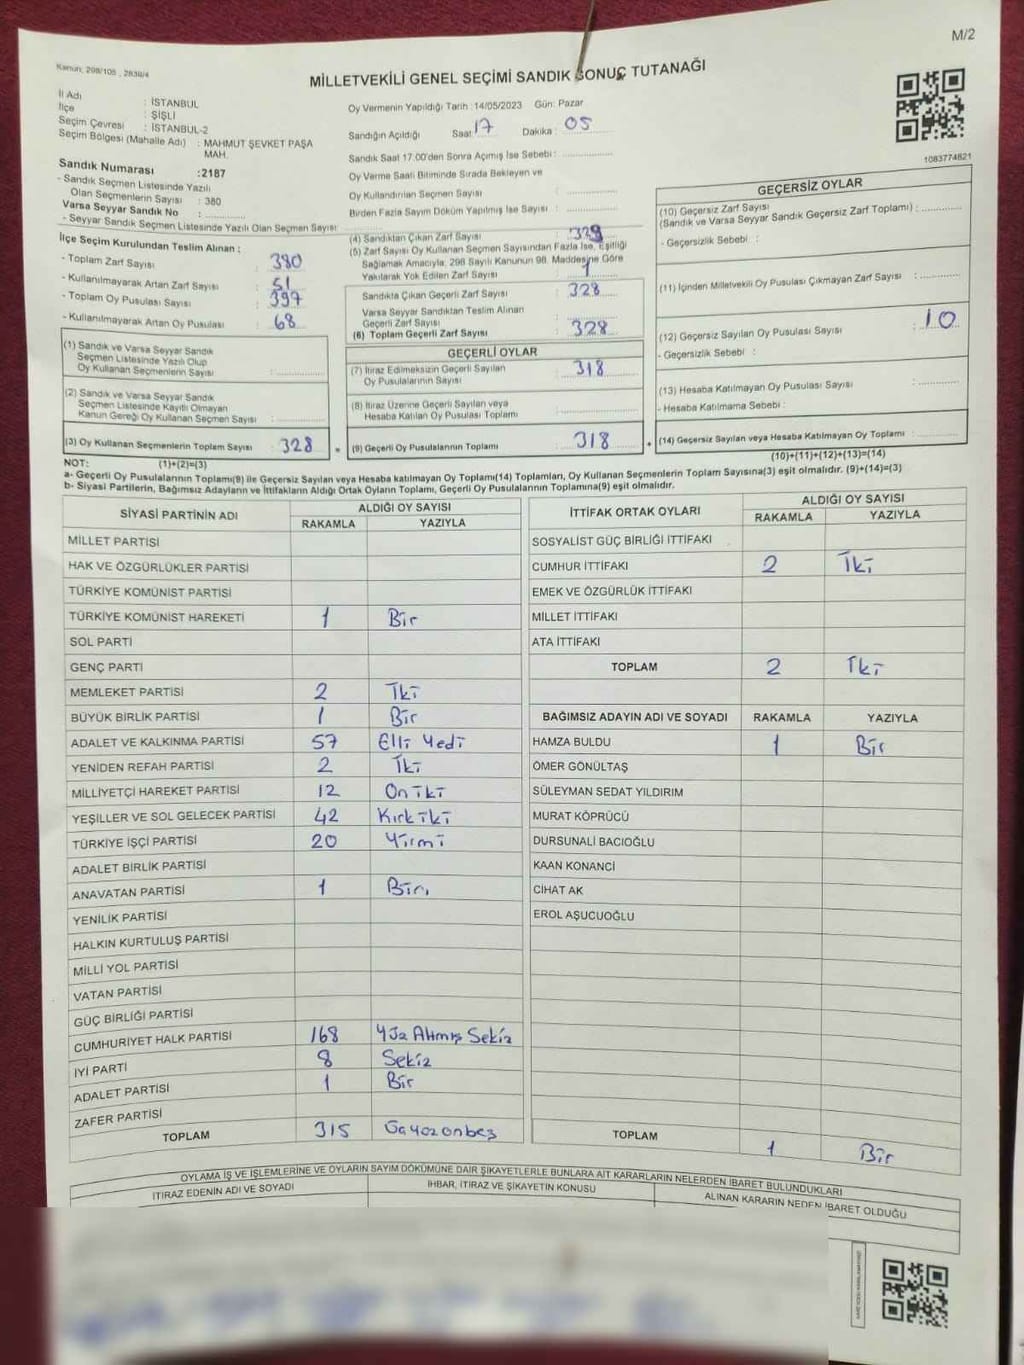 M/2
Kanun: 298/105 , 2839/4
MİLLETVEKİLİ GENEL SEÇİMİ SANDIK SONUÇ TUTANAĞI
İl Adı : İSTANBUL
İlçe : ŞİŞLİ
Seçim Çevresi : İSTANBUL-2
Seçim Bölgesi (Mahalle Adı) : MAHMUT ŞEVKET PAŞA
MAH.
Sandık Numarası :2187
- Sandık Seçmen Listesinde Yazılı
Olan Seçmenlerin Sayısı : 380
Varsa Seyyar Sandık No :
- Seyyar Sandık Seçmen Listesinde Yazılı Olan Seçmen Sayısı :
Oy Vermenin Yapıldığı Tarih :14/05/2023 Gün: Pazar
Sandığın Açıldığı Saat: 17 Dakika : 05
Sandık Saat 17.00'den Sonra Açılmış İse Sebebi :
Oy Verme Saati Bitiminde Sırada Bekleyen ve
Oy Kullandırılan Seçmen Sayısı :
Birden Fazla Sayım Döküm Yapılmış İse Sayısı :
1083774821
İlçe Seçim Kurulundan Teslim Alınan :
- Toplam Zarf Sayısı : 380
- Kullanılmayarak Artan Zarf Sayısı : 51
- Toplam Oy Pusulası Sayısı : 397
- Kullanılmayarak Artan Oy Pusulası : 68
(1) Sandık ve Varsa Seyyar Sandık
Seçmen Listesinde Yazılı Olup
Oy Kullanan Seçmenlerin Sayısı :
(2) Sandık ve Varsa Seyyar Sandık
Seçmen Listesinde Kayıtlı Olmayan
Kanun Gereği Oy Kullanan Seçmen Sayısı :
(3) Oy Kullanan Seçmenlerin Toplam Sayısı : 328
(1)+(2)=(3)
(4) Sandıktan Çıkan Zarf Sayısı : 329
(5) Zarf Sayısı Oy Kullanan Seçmen Sayısından Fazla İse, Eşitliği
Sağlamak Amacıyla, 298 Sayılı Kanunun 98. Maddesine Göre
Yakılarak Yok Edilen Zarf Sayısı : 1
Sandıkta Çıkan Geçerli Zarf Sayısı : 328
Varsa Seyyar Sandıktan Teslim Alınan
Geçerli Zarf Sayısı :
(6) Toplam Geçerli Zarf Sayısı : 328
GEÇERLİ OYLAR
(7) İtiraz Edilmeksizin Geçerli Sayılan
Oy Pusulalarının Sayısı : 318
(8) İtiraz Üzerine Geçerli Sayılan veya
Hesaba Katılan Oy Pusulası Toplamı :
= (9) Geçerli Oy Pusulalarının Toplamı : 318
GEÇERSİZ OYLAR
(10) Geçersiz Zarf Sayısı
(Sandık ve Varsa Seyyar Sandık Geçersiz Zarf Toplamı) :
- Geçersizlik Sebebi :
(11) İçinden Milletvekili Oy Pusulası Çıkmayan Zarf Sayısı :
(12) Geçersiz Sayılan Oy Pusulası Sayısı : 10
- Geçersizlik Sebebi :
(13) Hesaba Katılmayan Oy Pusulası Sayısı :
- Hesaba Katılmama Sebebi :
+ (14) Geçersiz Sayılan veya Hesaba Katılmayan Oy Toplamı :
(10)+(11)+(12)+(13)=(14)
NOT:
a- Geçerli Oy Pusulalarının Toplamı(9) ile Geçersiz Sayılan veya Hesaba katılmayan Oy Toplamı(14) Toplamları, Oy Kullanan Seçmenlerin Toplam Sayısına(3) eşit olmalıdır. (9)+(14)=(3)
b- Siyasi Partilerin, Bağımsız Adayların ve İttifakların Aldığı Ortak Oyların Toplamı, Geçerli Oy Pusulalarının Toplamına(9) eşit olmalıdır.
SİYASİ PARTİNİN ADI ALDIĞI OY SAYISI
RAKAMLA YAZIYLA
MİLLET PARTİSİ
HAK VE ÖZGÜRLÜKLER PARTİSİ
TÜRKİYE KOMÜNİST PARTİSİ
TÜRKİYE KOMÜNİST HAREKETİ 1 Bir
SOL PARTİ
GENÇ PARTİ
MEMLEKET PARTİSİ 2 İki
BÜYÜK BİRLİK PARTİSİ 1 Bir
ADALET VE KALKINMA PARTİSİ 57 Elli Yedi
YENİDEN REFAH PARTİSİ 2 İki
MİLLİYETÇİ HAREKET PARTİSİ 12 On iki
YEŞİLLER VE SOL GELECEK PARTİSİ 42 Kırk iki
TÜRKİYE İŞÇİ PARTİSİ 20 Yirmi
ADALET BİRLİK PARTİSİ
ANAVATAN PARTİSİ 1 Bir
YENİLİK PARTİSİ
HALKIN KURTULUŞ PARTİSİ
MİLLİ YOL PARTİSİ
VATAN PARTİSİ
GÜÇ BİRLİĞİ PARTİSİ
CUMHURİYET HALK PARTİSİ 168 Altmış Sekiz
İYİ PARTİ 8 Sekiz
ADALET PARTİSİ 1 Bir
ZAFER PARTİSİ
TOPLAM 315
İTTİFAK ORTAK OYLARI ALDIĞI OY SAYISI
RAKAMLA YAZIYLA
SOSYALİST GÜÇ BİRLİĞİ İTTİFAKI
CUMHUR İTTİFAKI 2 İki
EMEK VE ÖZGÜRLÜK İTTİFAKI
MİLLET İTTİFAKI
ATA İTTİFAKI
TOPLAM 2 İki
BAĞIMSIZ ADAYIN ADI VE SOYADI RAKAMLA YAZIYLA
HAMZA BULDU 1 Bir
ÖMER GÖNÜLTAŞ
SÜLEYMAN SEDAT YILDIRIM
MURAT KÖPRÜCÜ
DURSUNALİ BACIOĞLU
KAAN KONANCİ
CİHAT AK
EROL AŞUCUOĞLU
TOPLAM 1 Bir
OYLAMA İŞ VE İŞLEMLERİNE VE OYLARIN SAYIM DÖKÜMÜNE DAİR ŞİKAYETLERLE BUNLARA AİT KARARLARIN NELERDEN İBARET BULUNDUKLARI
İTİRAZ EDENİN ADI VE SOYADI İHBAR, İTİRAZ VE ŞİKAYETİN KONUSU ALINAN KARARIN NEDEN İBARET OLDUĞU